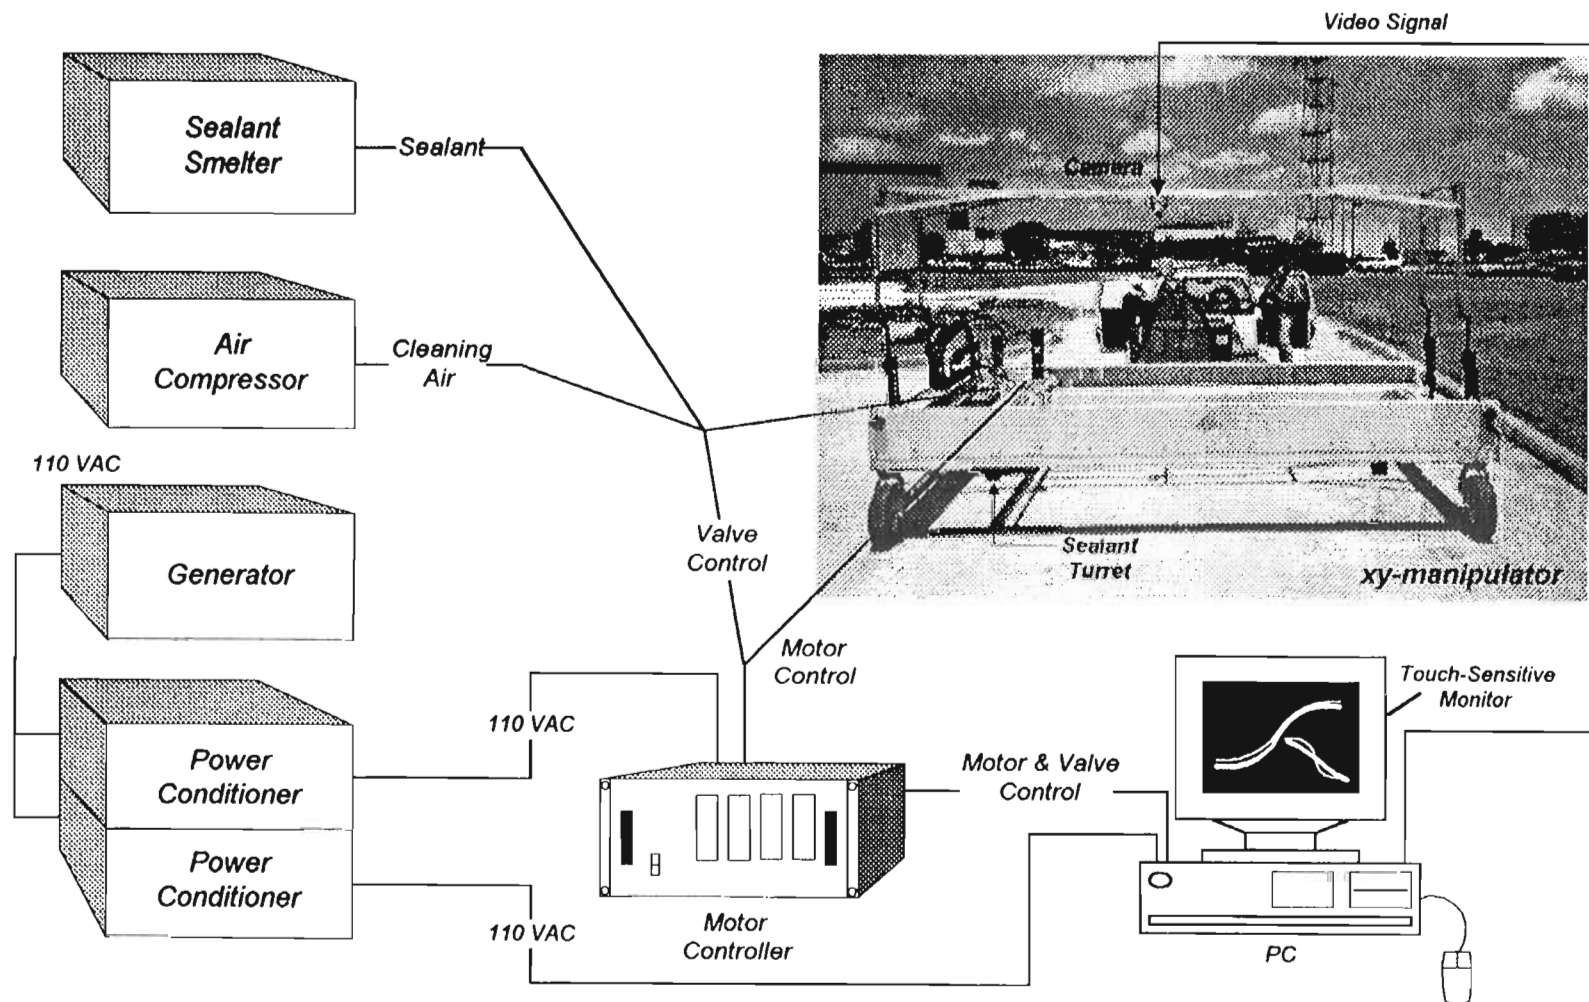 Video Signal
Sealant
Smelter
Sealant
Camera
Air
Compressor
Cleaning
Air
110 VAC
Generator
Valve
Control
Sealant
Turret
xy-manipulator
Motor
Control
Touch-Sensitive
Monitor
110 VAC
Power
Conditioner
Motor & Valve
Control
Power
Conditioner
110 VAC
Motor
Controller
PC